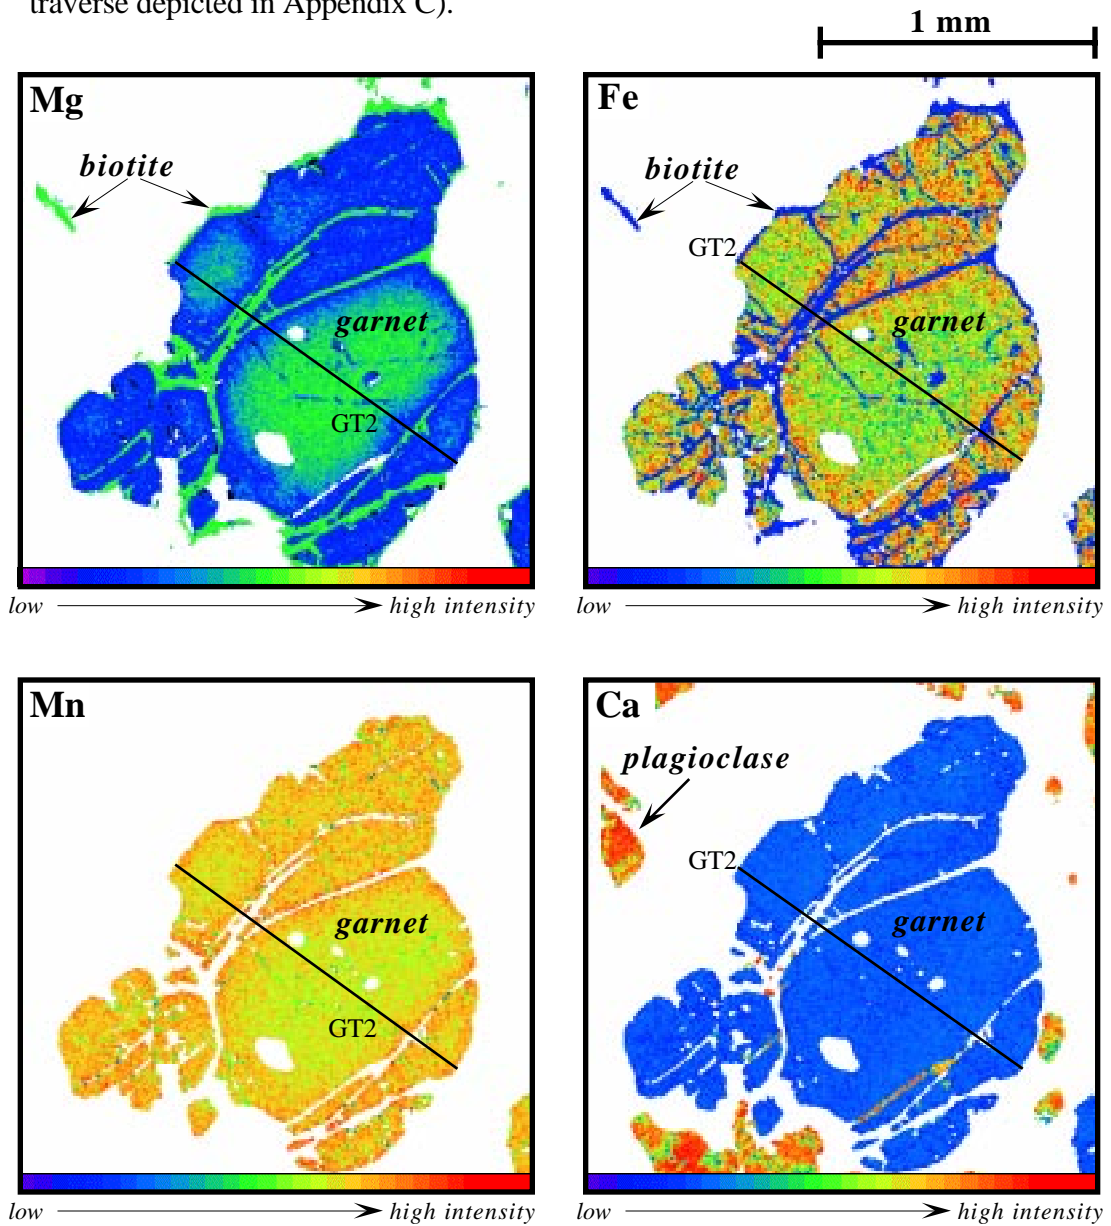 traverse depicted in Appendix C).
1 mm
Mg
biotite
garnet
GT2
low high intensity
Fe
biotite
GT2
garnet
low high intensity
Mn
garnet
GT2
low high intensity
Ca
plagioclase
GT2
garnet
low high intensity